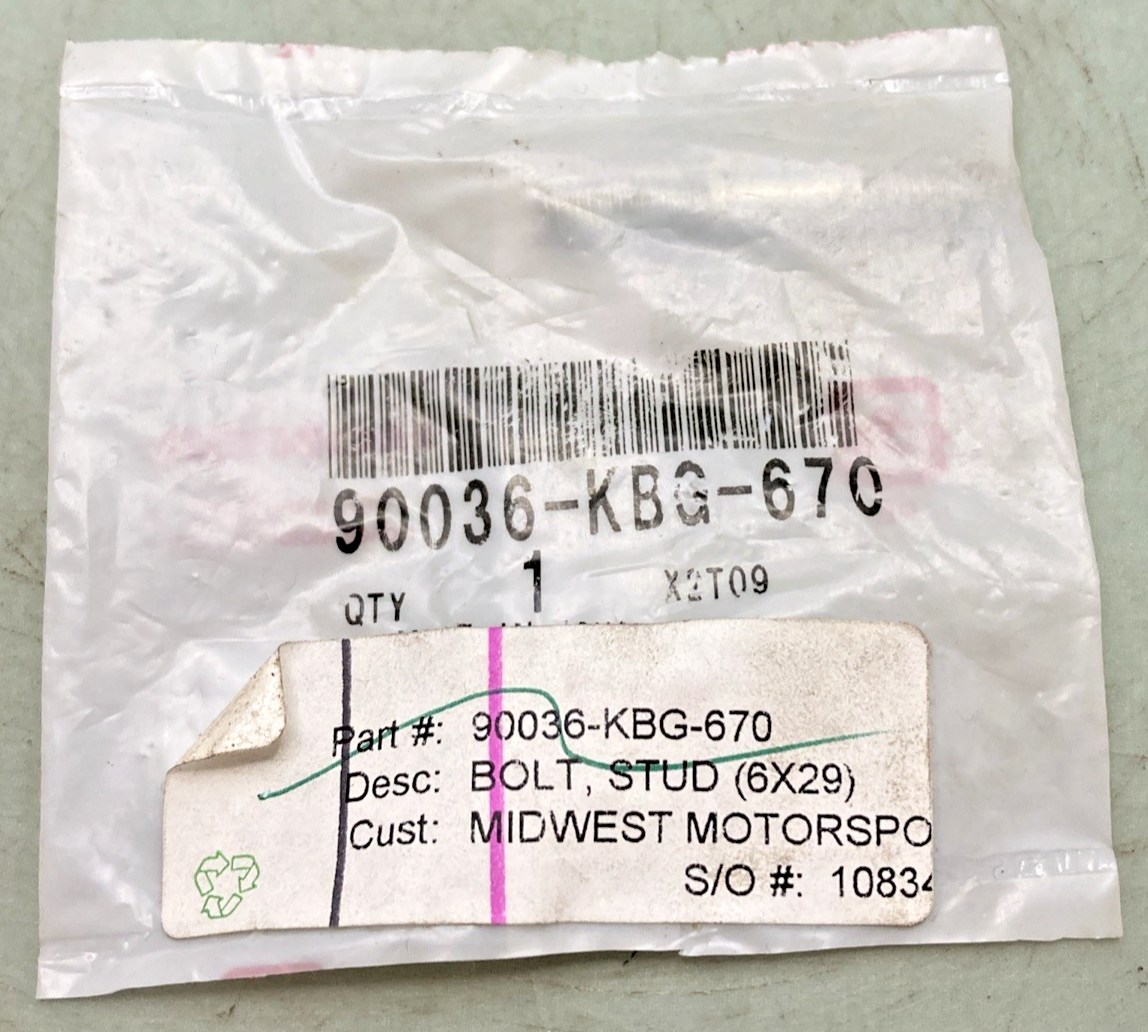 90036-KBG-670
QTY 1 X2T09
Part #: 90036-KBG-670
Desc: BOLT, STUD (6X29)
Cust: MIDWEST MOTORSPO
S/O #: 10834